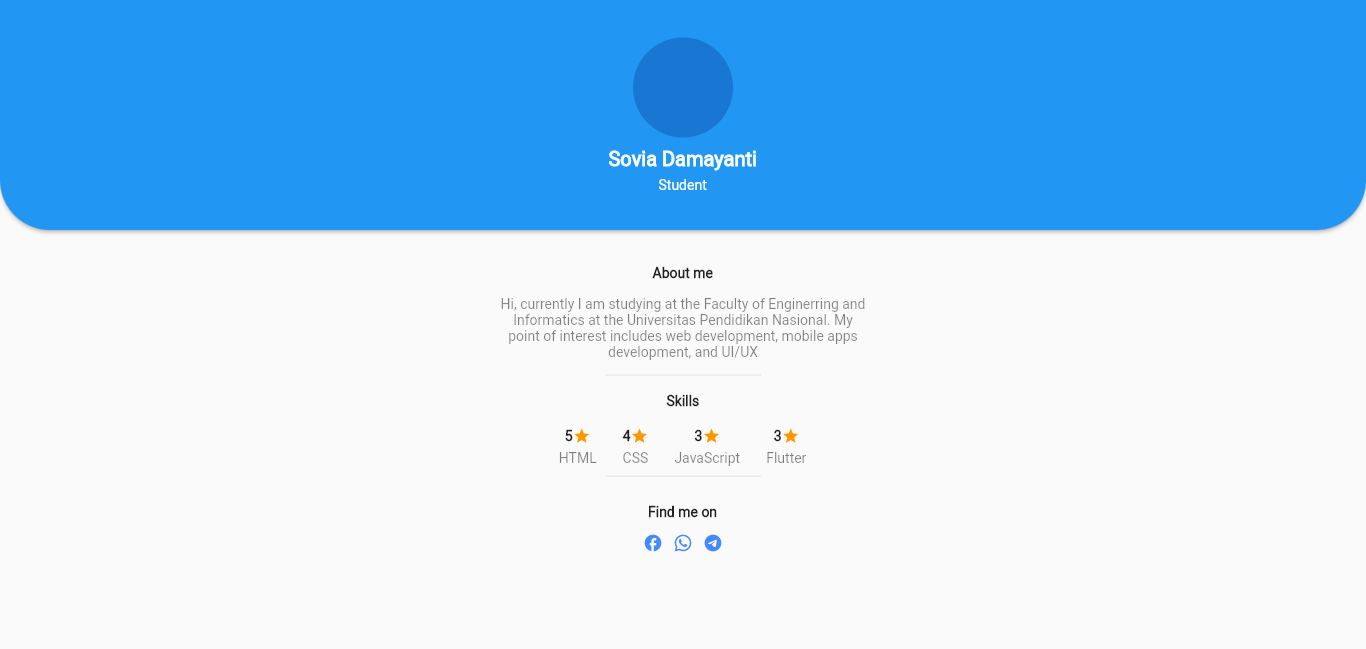 Sovia Damayanti
Student
About me
Hi, currently I am studying at the Faculty of Enginerring and
Informatics at the Universitas Pendidikan Nasional. My
point of interest includes web development, mobile apps
development, and UI/UX
Skills
5 4 3 3
HTML CSS JavaScript Flutter
Find me on